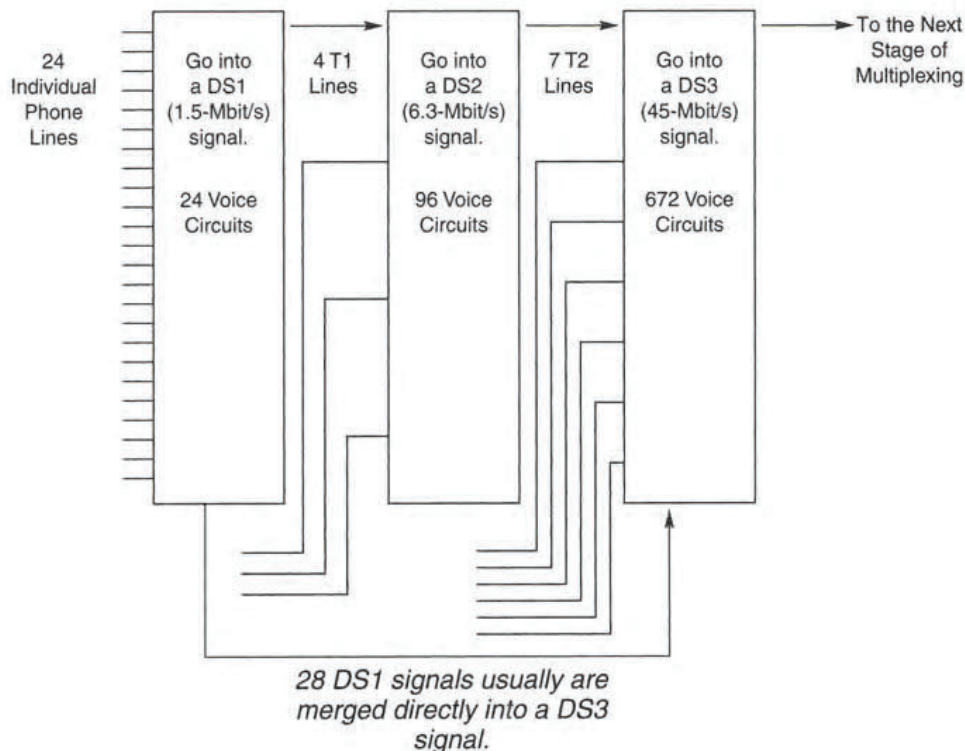 24
Individual
Phone
Lines
Go into
a DS1
(1.5-Mbit/s)
signal.
24 Voice
Circuits
4 T1
Lines
Go into
a DS2
(6.3-Mbit/s)
signal.
96 Voice
Circuits
7 T2
Lines
Go into
a DS3
(45-Mbit/s)
signal.
672 Voice
Circuits
To the Next
Stage of
Multiplexing
28 DS1 signals usually are
merged directly into a DS3
signal.